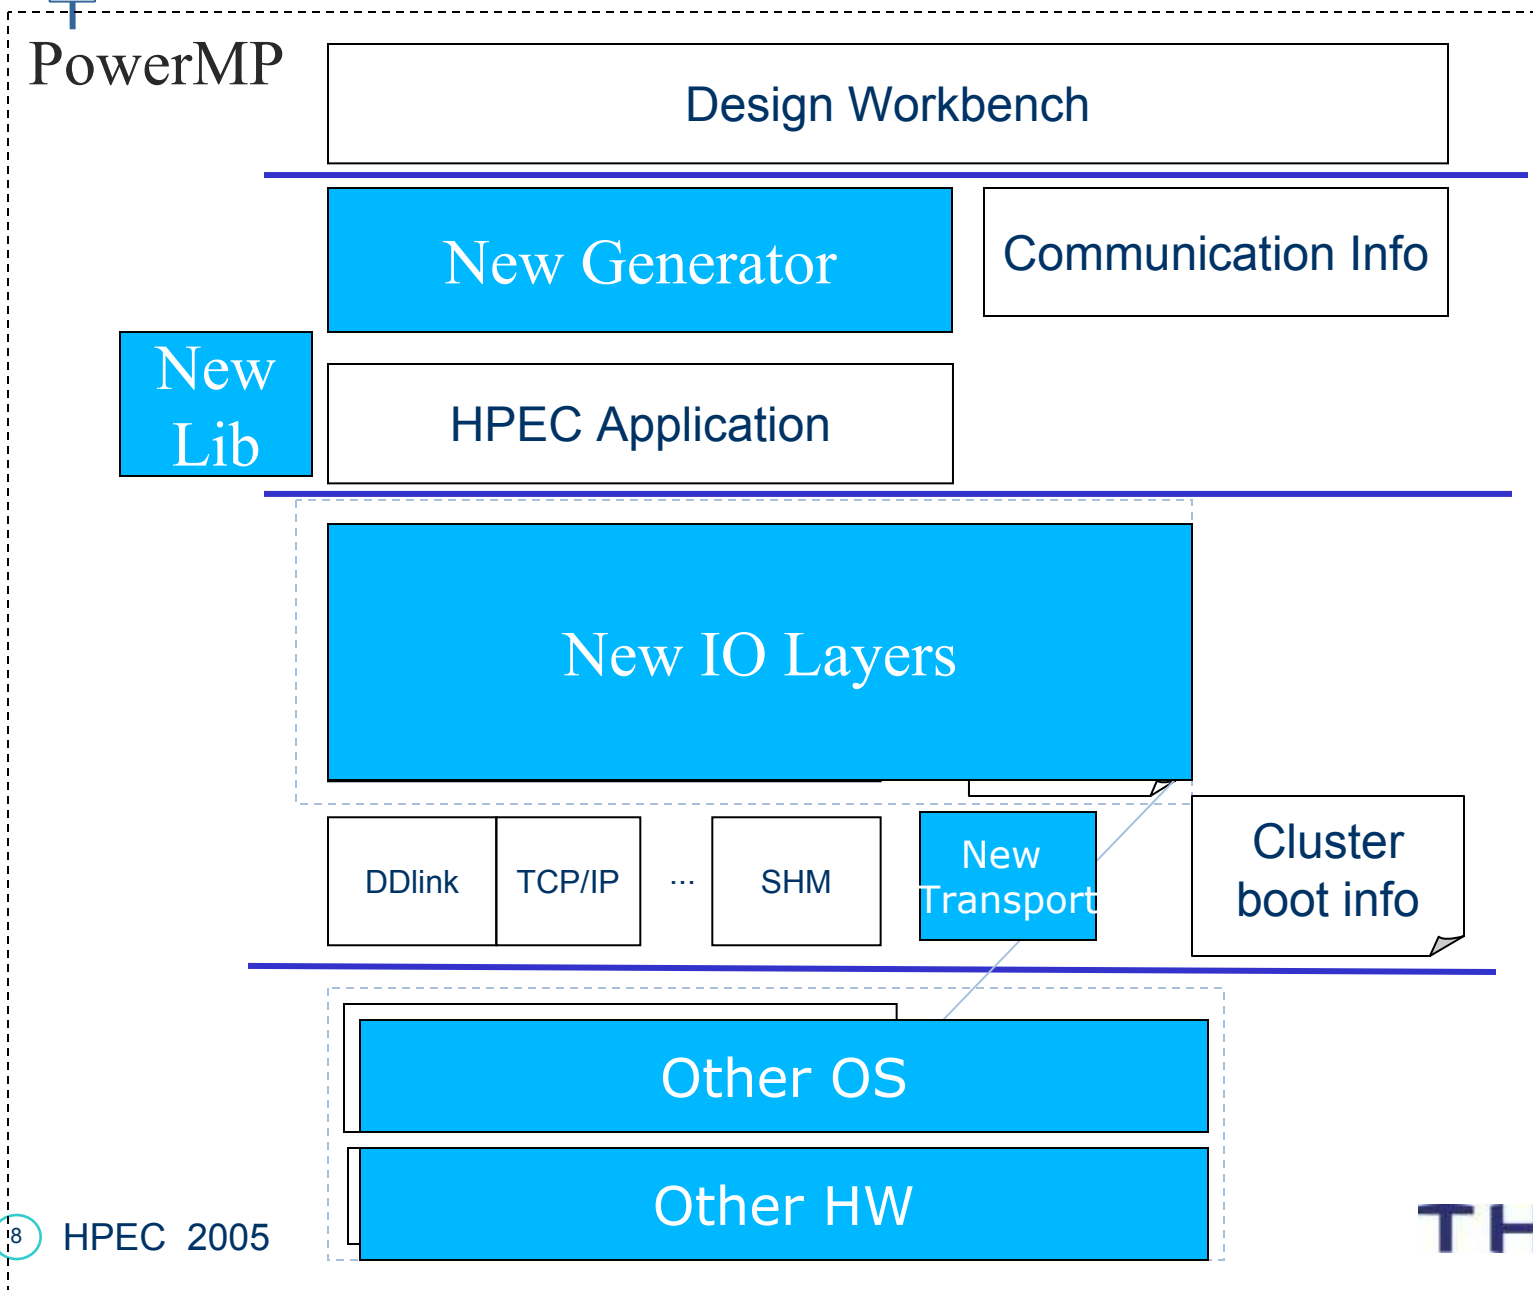 PowerMP
Design Workbench
New Generator
Communication Info
New
Lib
HPEC Application
New IO Layers
DDlink
TCP/IP
...
SHM
New
Transport
Cluster
boot info
Other OS
Other HW
8
HPEC 2005
TH